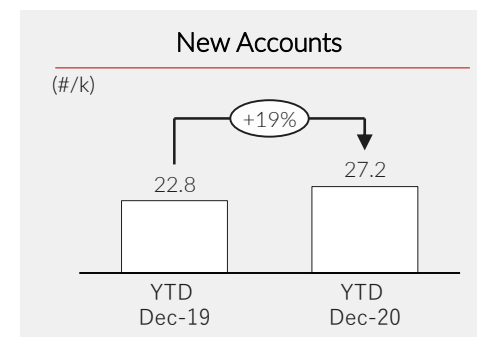 New Accounts
(#/k)
+19%
22.8
27.2
YTD
Dec-19
YTD
Dec-20